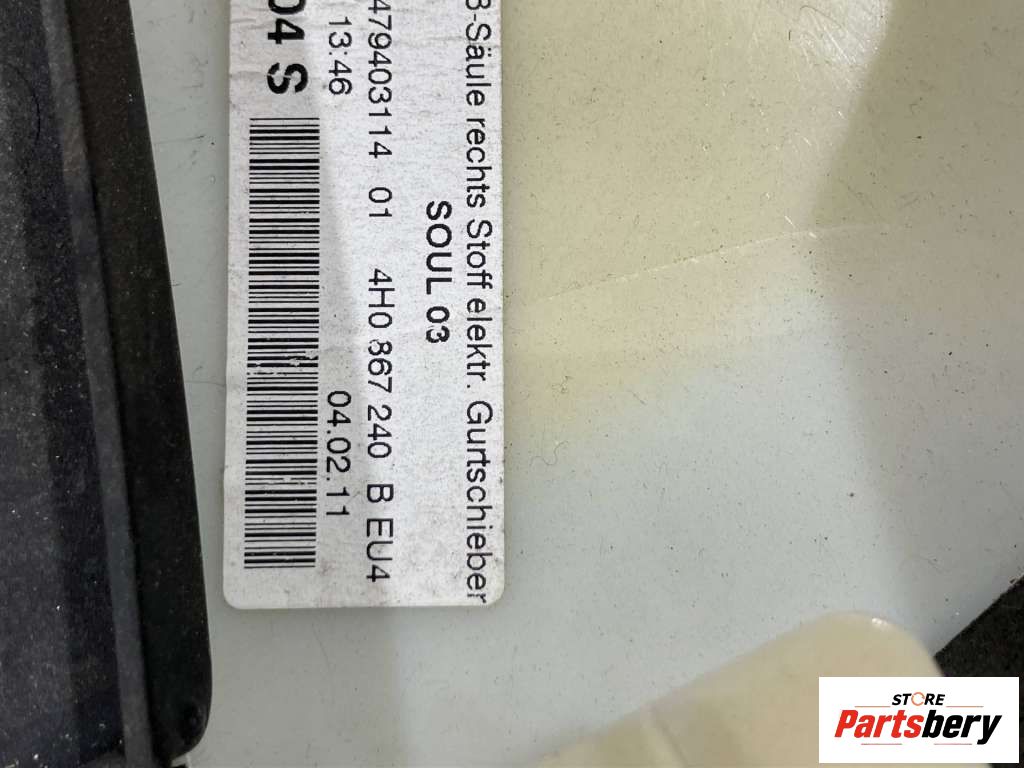 B-Säule rechts Stoff elektr. Gurtschieber
SOUL 03
479403114 01 4H0 867 240 B EU4
13:46 04.02.11
04 S
STORE
Partsbery